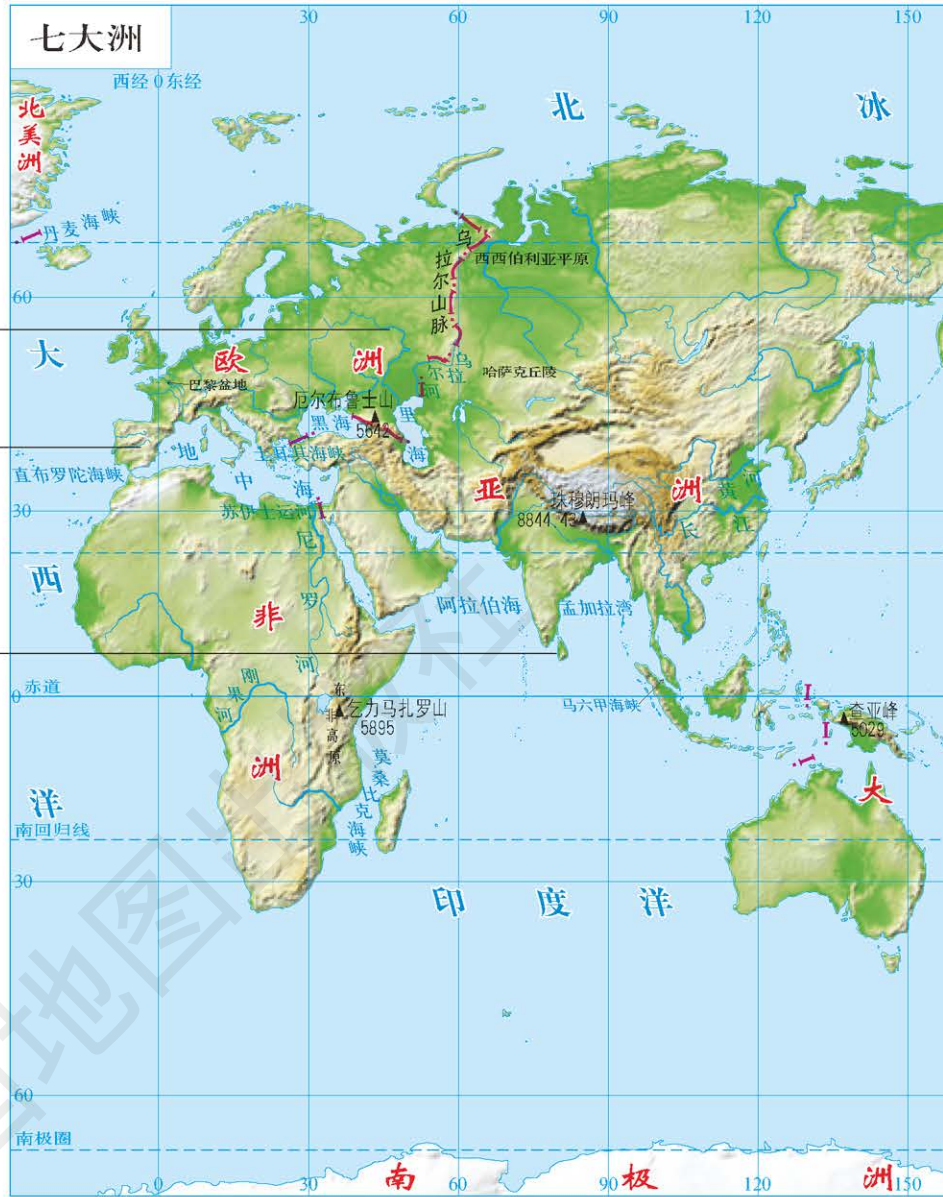 七大洲
30
60
90
120
150
西经 0 东经
北
冰
北美洲
丹麦海峡
乌拉尔山脉
西西伯利亚平原
60
大
欧
洲
乌拉尔河
哈萨克丘陵
巴黎盆地
厄尔布鲁士山
5642
黑海
里海
土耳其海峡
地中海
直布罗陀海峡
亚
洲
黄河
珠穆朗玛峰
8844.43
长江
30
苏伊士运河
尼罗河
西
非
阿拉伯海
孟加拉湾
刚果河
赤道
0
东非高原
乞力马扎罗山
5895
马六甲海峡
查亚峰
5029
洲
莫桑比克海峡
大
洋
南回归线
30
印
度
洋
60
南极圈
南
极
洲
0
30
60
90
120
150